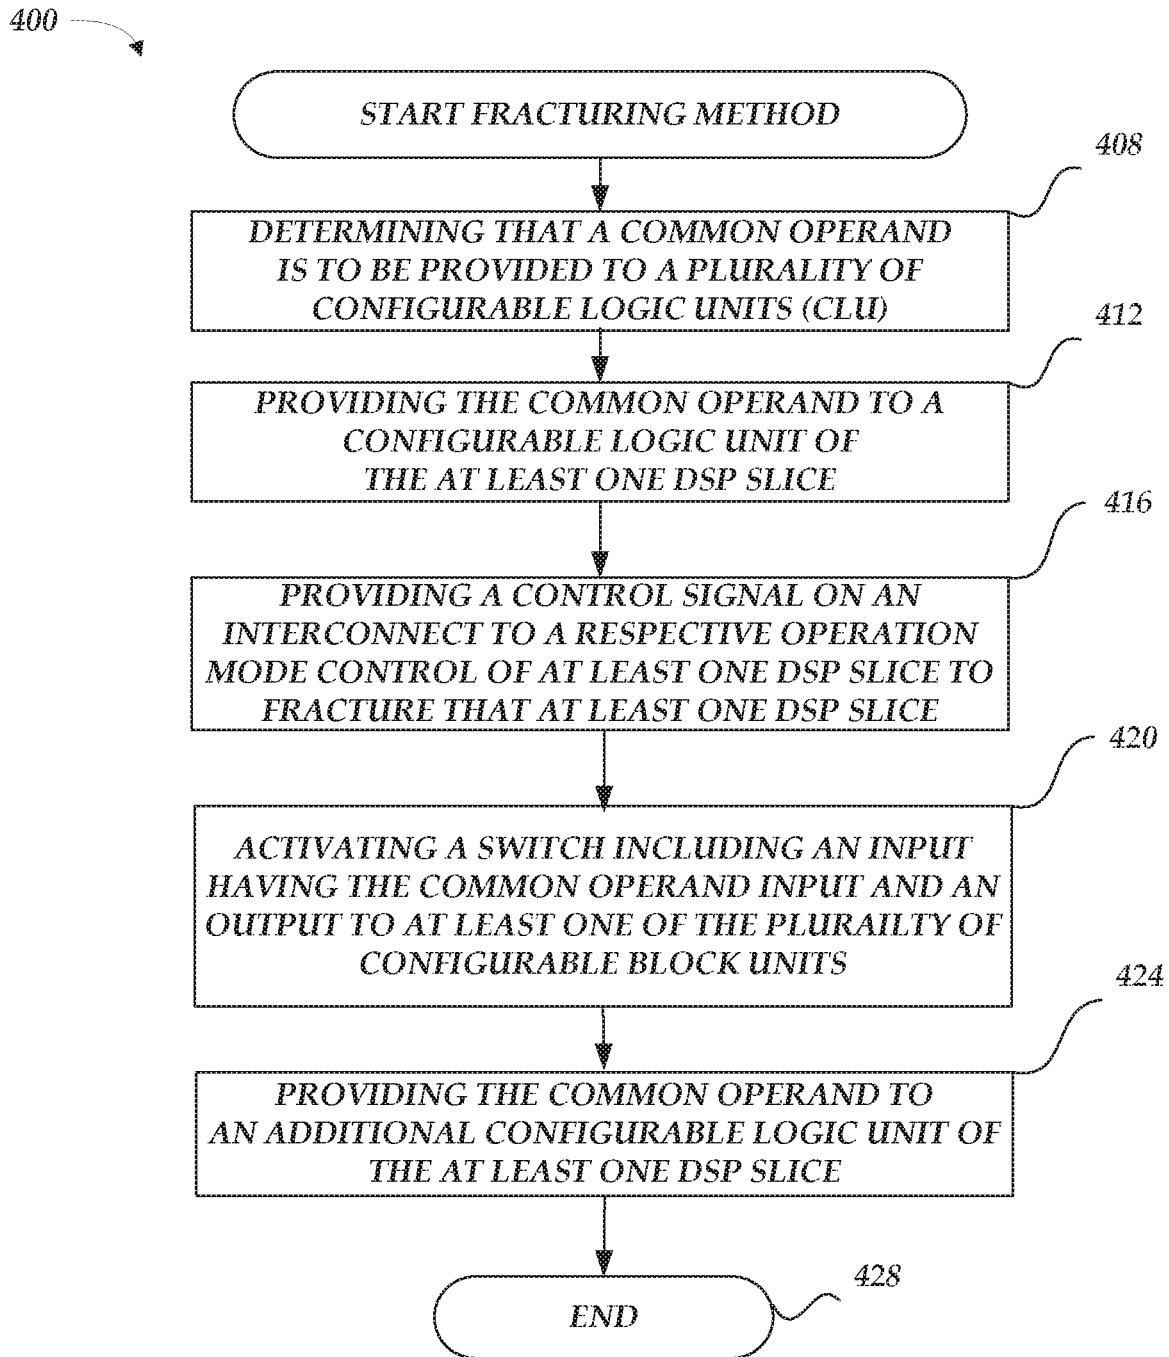 400
START FRACTURING METHOD
408
DETERMINING THAT A COMMON OPERAND
IS TO BE PROVIDED TO A PLURALITY OF
CONFIGURABLE LOGIC UNITS (CLU)
412
PROVIDING THE COMMON OPERAND TO A
CONFIGURABLE LOGIC UNIT OF
THE AT LEAST ONE DSP SLICE
416
PROVIDING A CONTROL SIGNAL ON AN
INTERCONNECT TO A RESPECTIVE OPERATION
MODE CONTROL OF AT LEAST ONE DSP SLICE TO
FRACTURE THAT AT LEAST ONE DSP SLICE
420
ACTIVATING A SWITCH INCLUDING AN INPUT
HAVING THE COMMON OPERAND INPUT AND AN
OUTPUT TO AT LEAST ONE OF THE PLURAILTY OF
CONFIGURABLE BLOCK UNITS
424
PROVIDING THE COMMON OPERAND TO
AN ADDITIONAL CONFIGURABLE LOGIC UNIT OF
THE AT LEAST ONE DSP SLICE
428
END